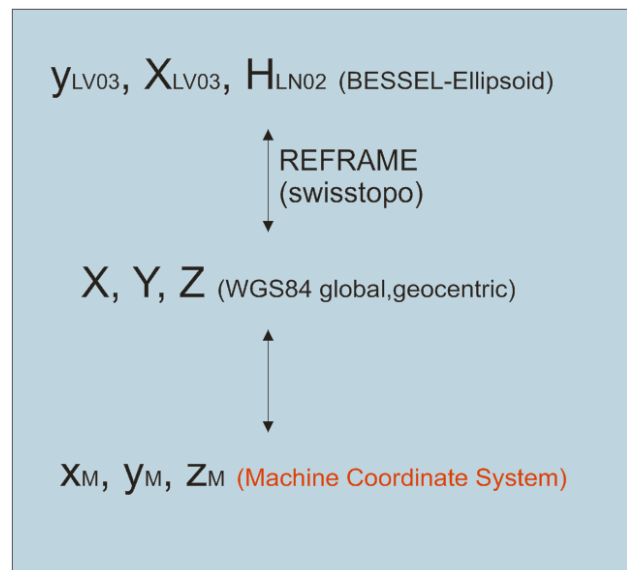 yLV03, XLV03, HLN02 (BESSEL-Ellipsoid)
REFRAME
(swisstopo)
X, Y, Z (WGS84 global,geocentric)
xM, yM, zM (Machine Coordinate System)